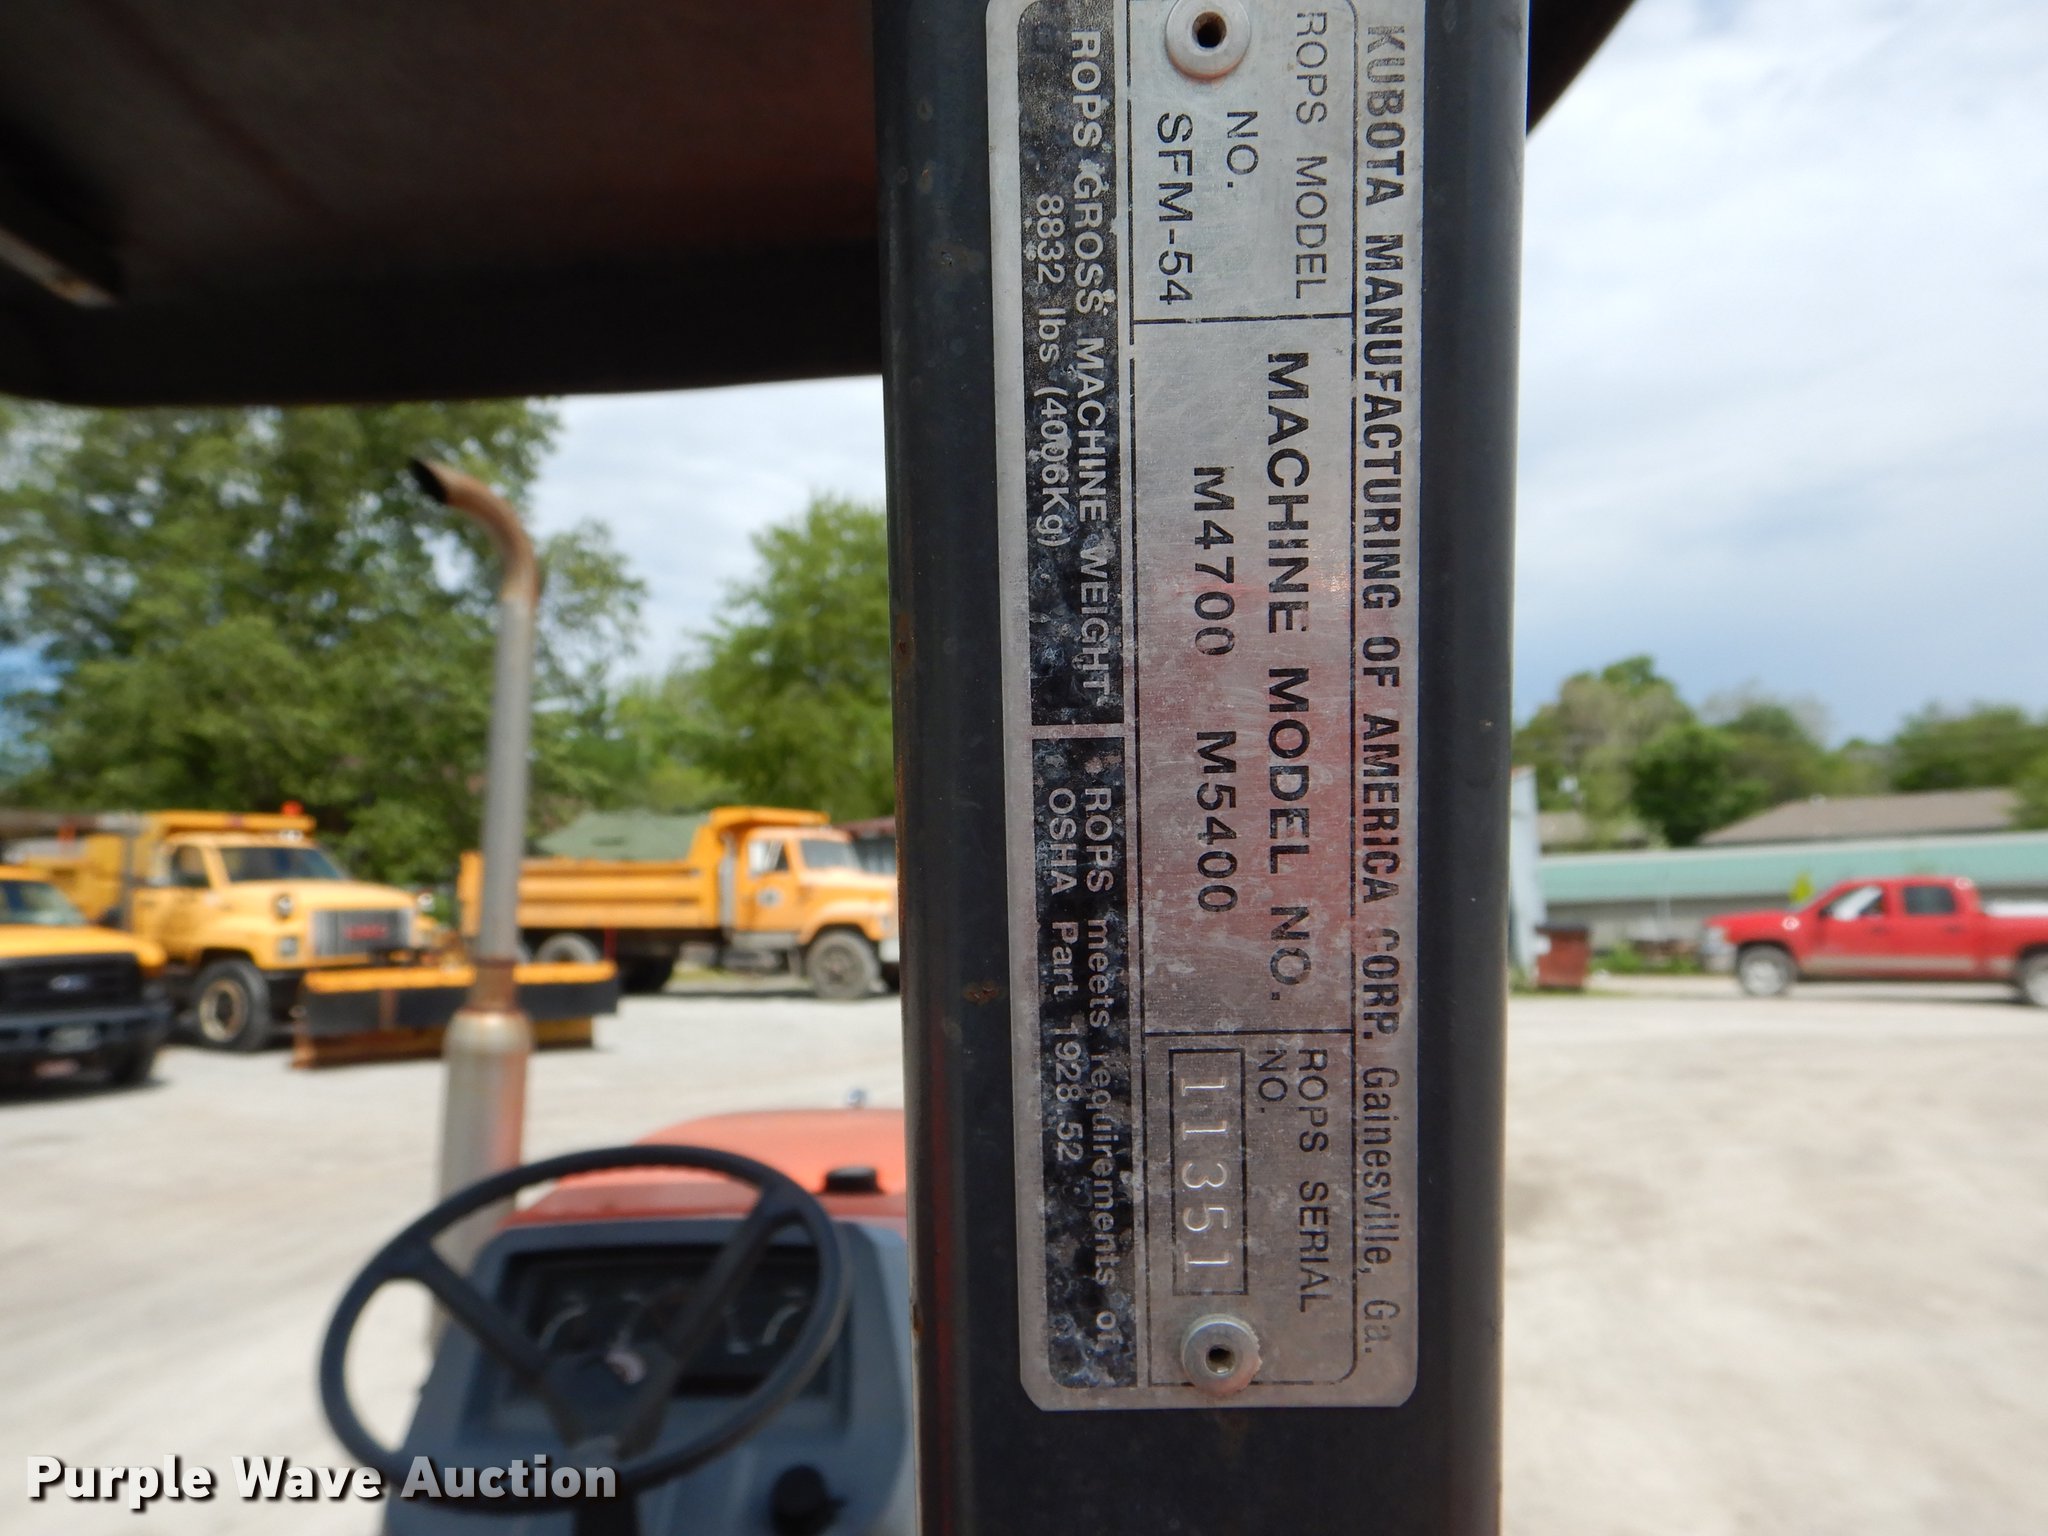 KUBOTA MANUFACTURING OF AMERICA CORP. Gainesville, Ga.
ROPS MODEL
NO.
SFM-54
MACHINE MODEL NO.
M4700 M5400
ROPS SERIAL
NO.
11351
ROPS GROSS MACHINE WEIGHT
8832 lbs (4006Kg)
ROPS meets requirements of
OSHA Part 1928.52
Purple Wave Auction